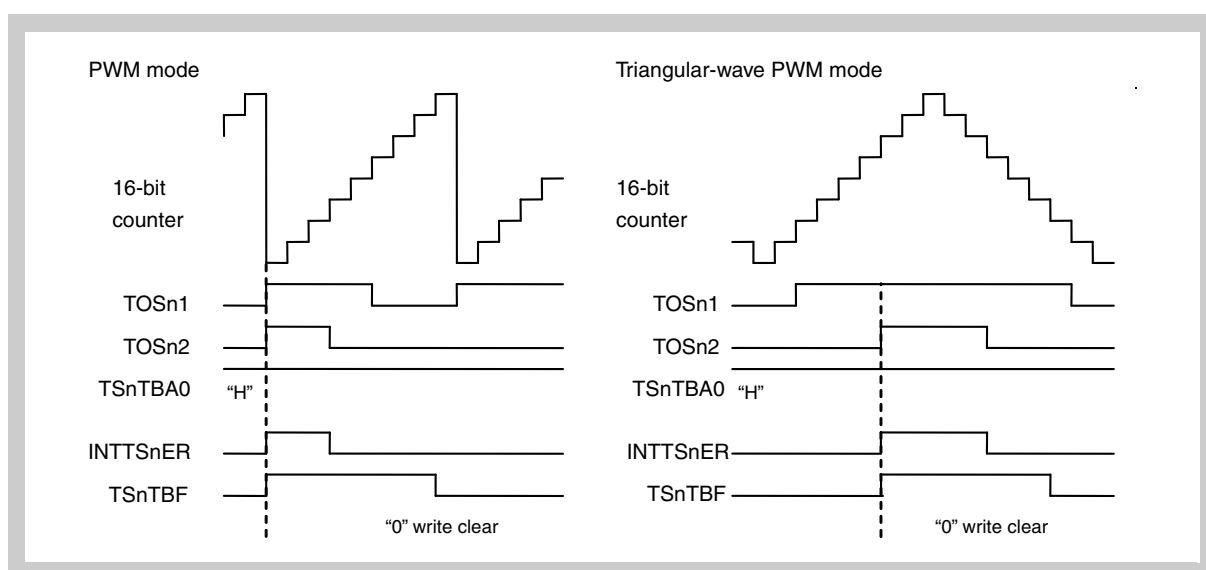 PWM mode
16-bit
counter
TOSn1
TOSn2
TSnTBA0 “H”
INTTSnER
TSnTBF
“0” write clear
Triangular-wave PWM mode
16-bit
counter
TOSn1
TOSn2
TSnTBA0 “H”
INTTSnER
TSnTBF
“0” write clear